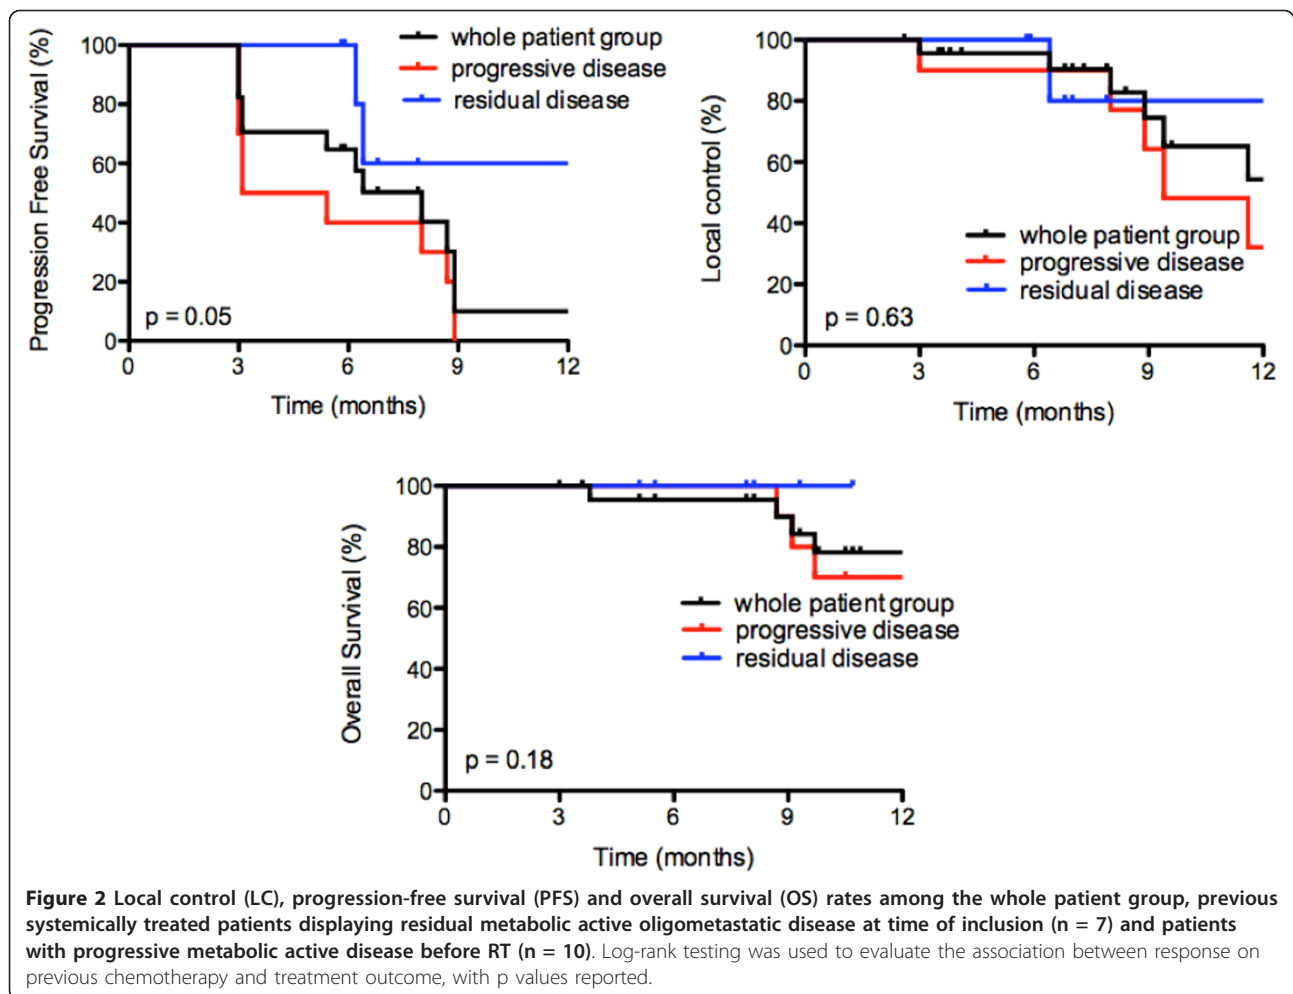 Progression Free Survival (%)
100
80
60
40
20
0
0 3 6 9 12
Time (months)
whole patient group
progressive disease
residual disease
p = 0.05
Local control (%)
100
80
60
40
20
0
0 3 6 9 12
Time (months)
whole patient group
progressive disease
residual disease
p = 0.63
Overall Survival (%)
100
80
60
40
20
0
0 3 6 9 12
Time (months)
whole patient group
progressive disease
residual disease
p = 0.18
Figure 2 Local control (LC), progression-free survival (PFS) and overall survival (OS) rates among the whole patient group, previous
systemically treated patients displaying residual metabolic active oligometastatic disease at time of inclusion (n = 7) and patients
with progressive metabolic active disease before RT (n = 10). Log-rank testing was used to evaluate the association between response on
previous chemotherapy and treatment outcome, with p values reported.